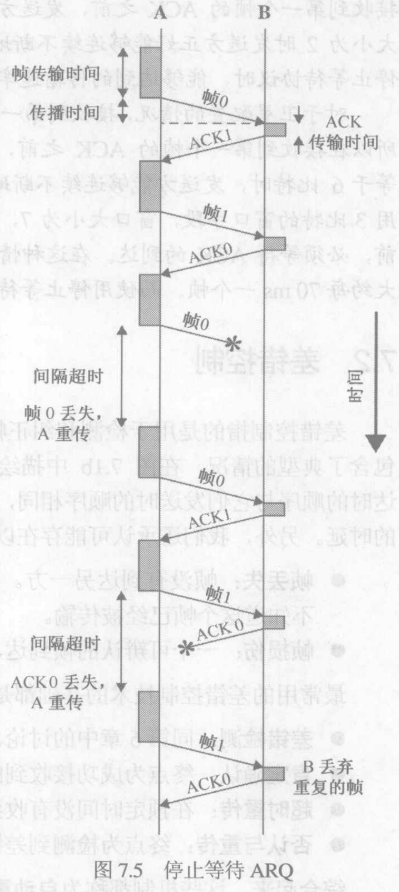 A
B
帧传输时间
传播时间
帧0
ACK
传输时间
ACK1
帧1
ACK0
帧0
*
间隔超时
帧 0 丢失,
A 重传
时间
帧0
ACK1
帧1
ACK0
*
间隔超时
ACK0 丢失,
A 重传
帧1
B 丢弃
重复的帧
ACK0
图 7.5 停止等待 ARQ